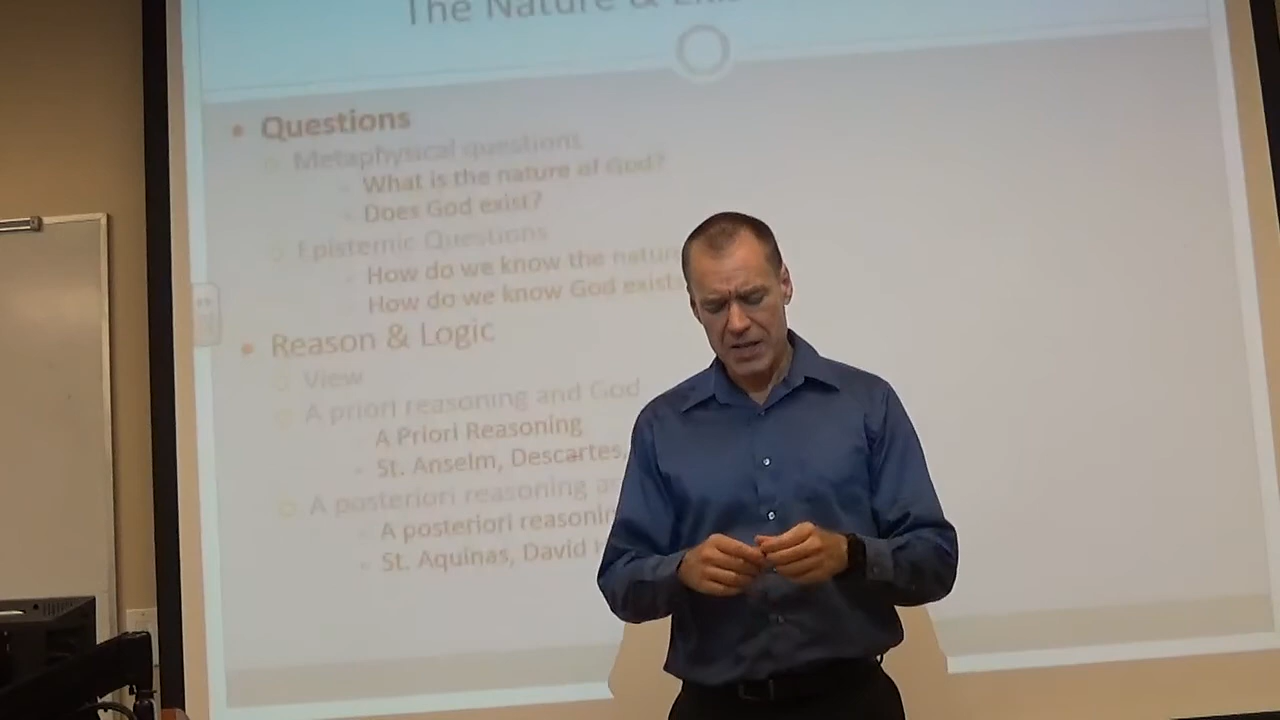 The Nature &
Questions
Metaphysical questions
What is the nature of God?
Does God exist?
Epistemic Questions
How do we know the nature
How do we know God exist
Reason & Logic
View
A priori reasoning and God
A Priori Reasoning
St. Anselm, Descartes,
A posteriori reasoning
A posteriori reasonin
St. Aquinas, David